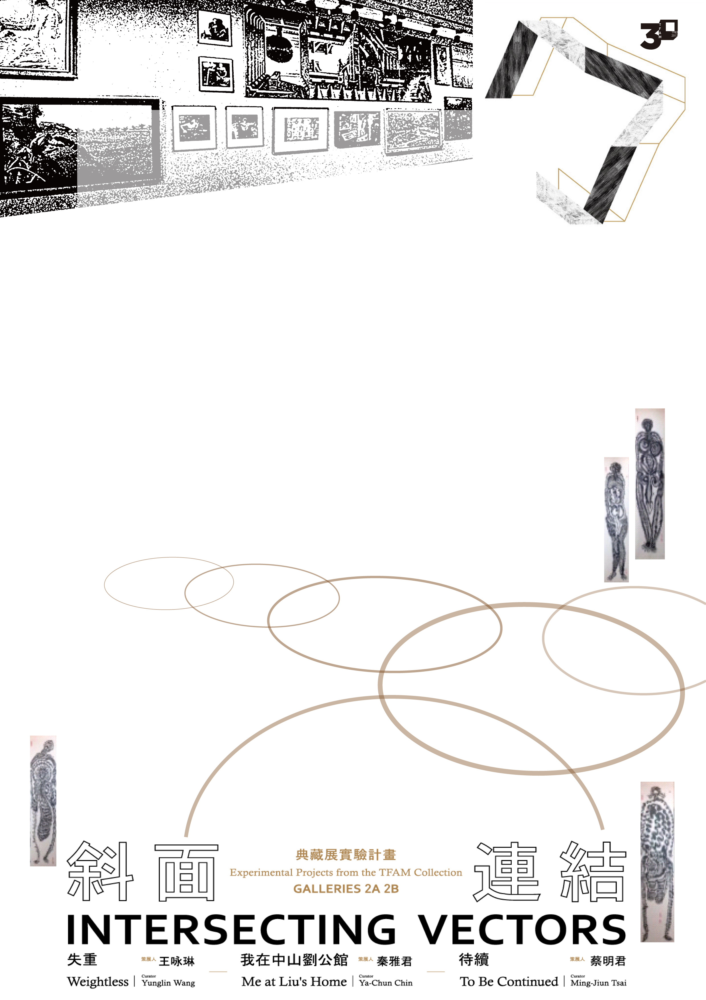 30
TFAM
1983
2013
斜面 連結
典藏展實驗計畫
Experimental Projects from the TFAM Collection
GALLERIES 2A 2B
INTERSECTING VECTORS
失重 策展人 王咏琳
Weightless | Curator Yunglin Wang
我在中山劉公館 策展人 秦雅君
Me at Liu's Home | Curator Ya-Chun Chin
待續 策展人 蔡明君
To Be Continued | Curator Ming-Jiun Tsai